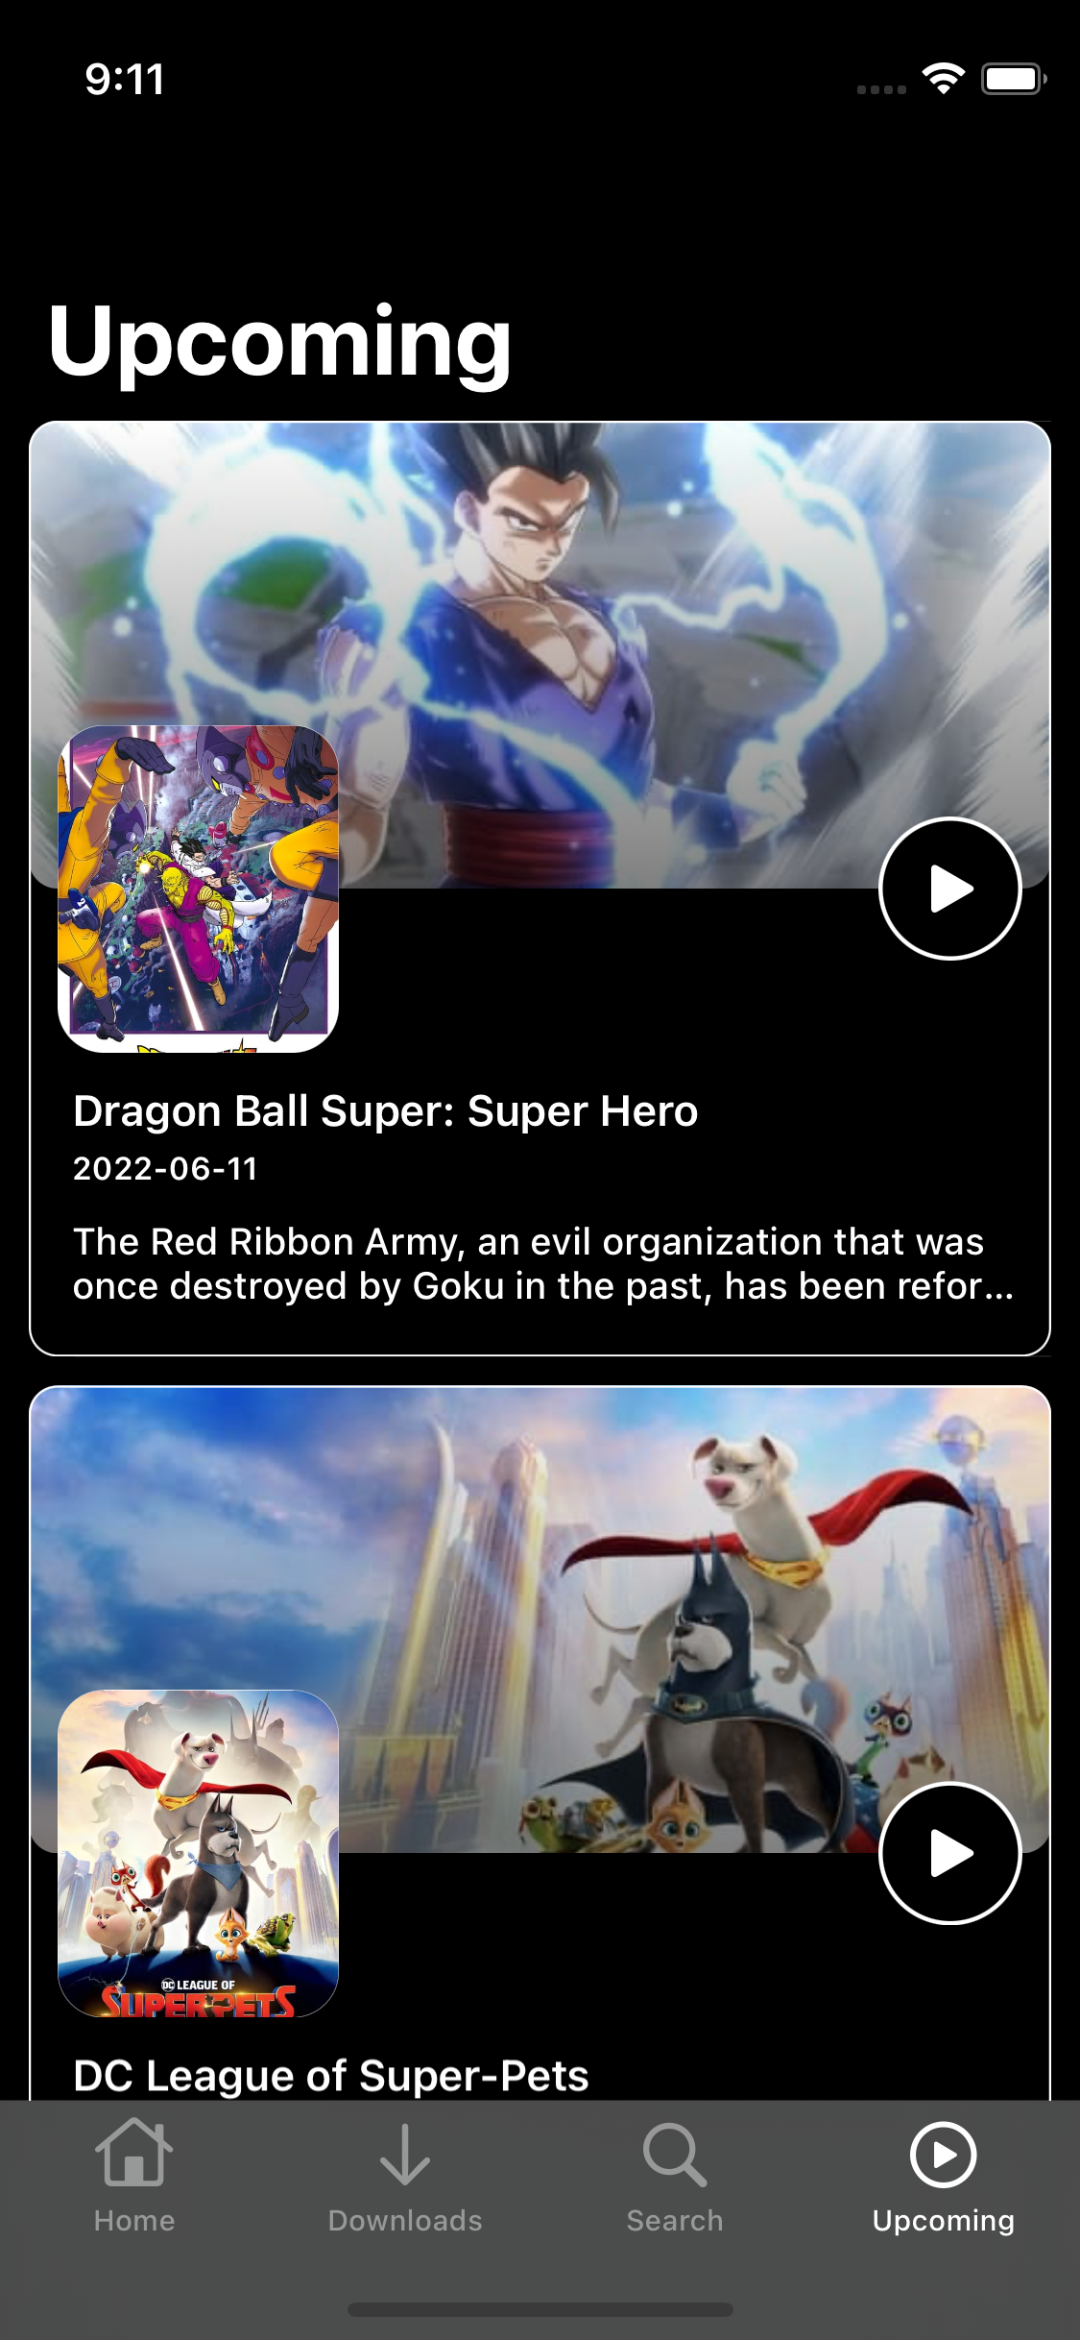 9:11
Upcoming
Dragon Ball Super: Super Hero
2022-06-11
The Red Ribbon Army, an evil organization that was
once destroyed by Goku in the past, has been refor...
DC LEAGUE OF
SUPER-PETS
DC League of Super-Pets
Home
Downloads
Search
Upcoming